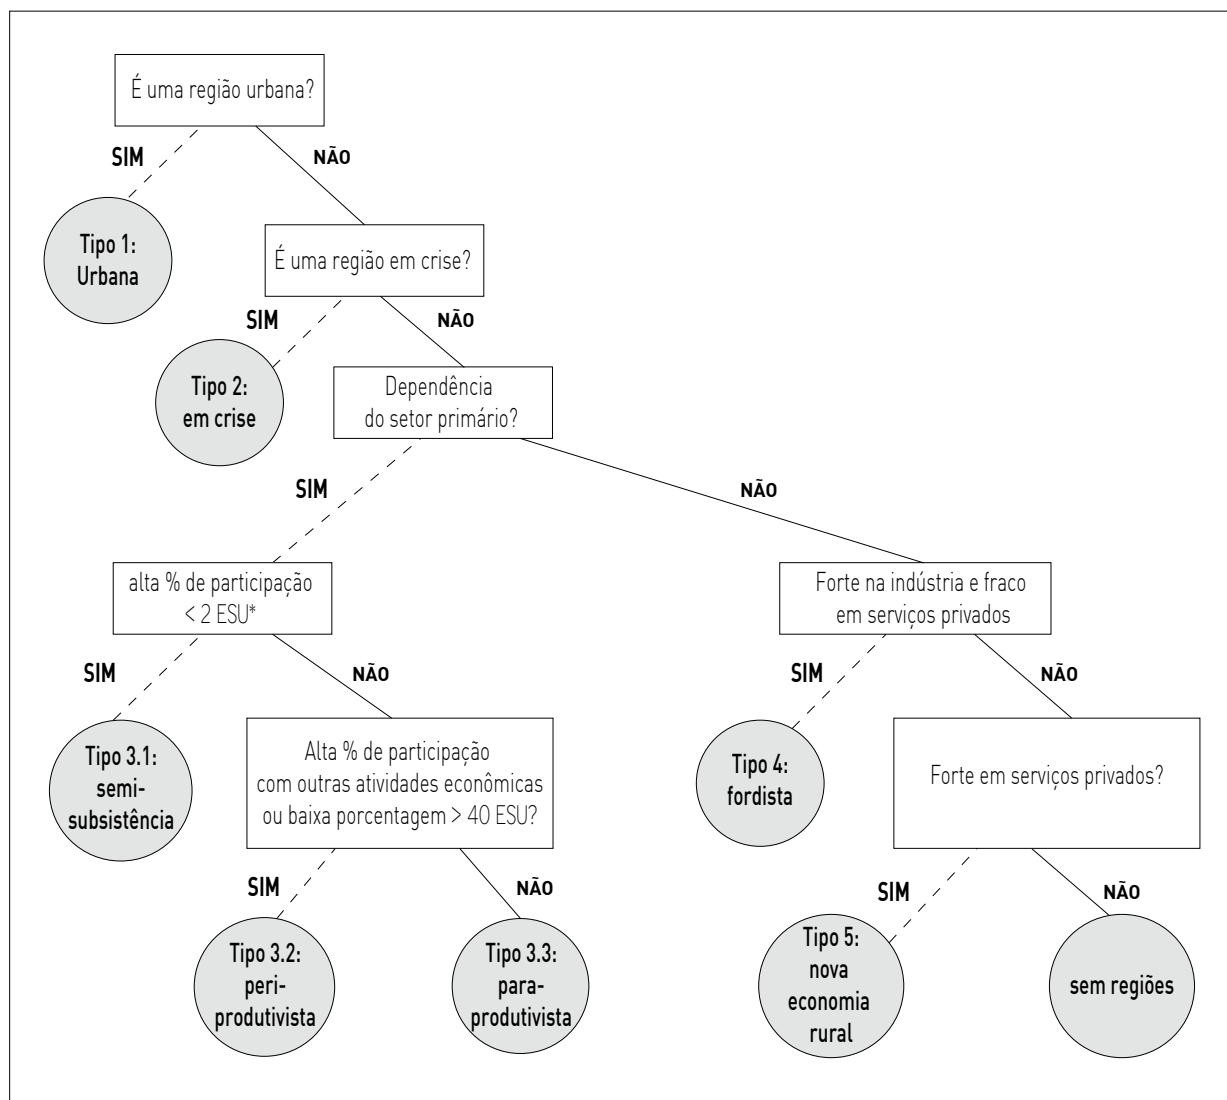 É uma região urbana?
SIM
NÃO
Tipo 1:
Urbana
É uma região em crise?
SIM
NÃO
Tipo 2:
em crise
Dependência
do setor primário?
SIM
NÃO
alta % de participação
< 2 ESU*
Forte na indústria e fraco
em serviços privados
SIM
NÃO
SIM
NÃO
Tipo 3.1:
semi-
subsistência
Alta % de participação
com outras atividades econômicas
ou baixa porcentagem > 40 ESU?
Tipo 4:
fordista
Forte em serviços privados?
SIM
NÃO
SIM
NÃO
Tipo 3.2:
peri-
produtivista
Tipo 3.3:
para-
produtivista
Tipo 5:
nova
economia
rural
sem regiões